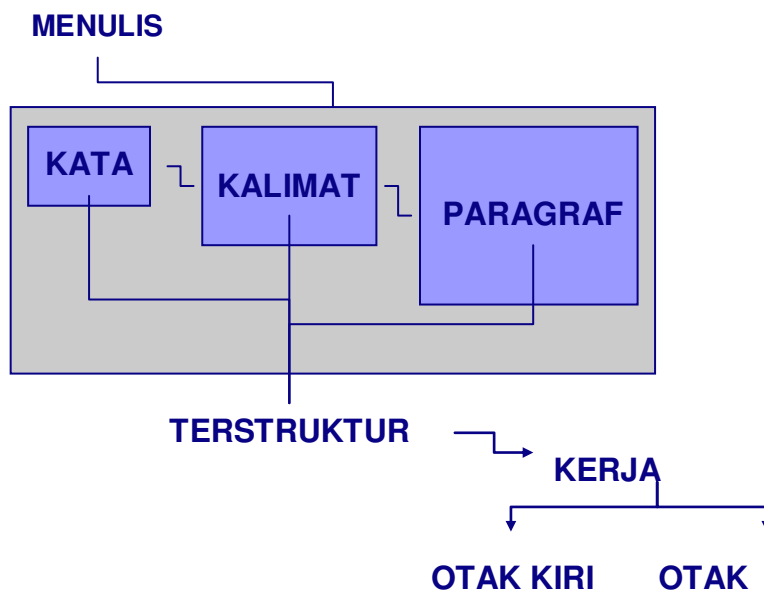 MENULIS
KATA
KALIMAT
PARAGRAF
TERSTRUKTUR
KERJA
OTAK KIRI
OTAK